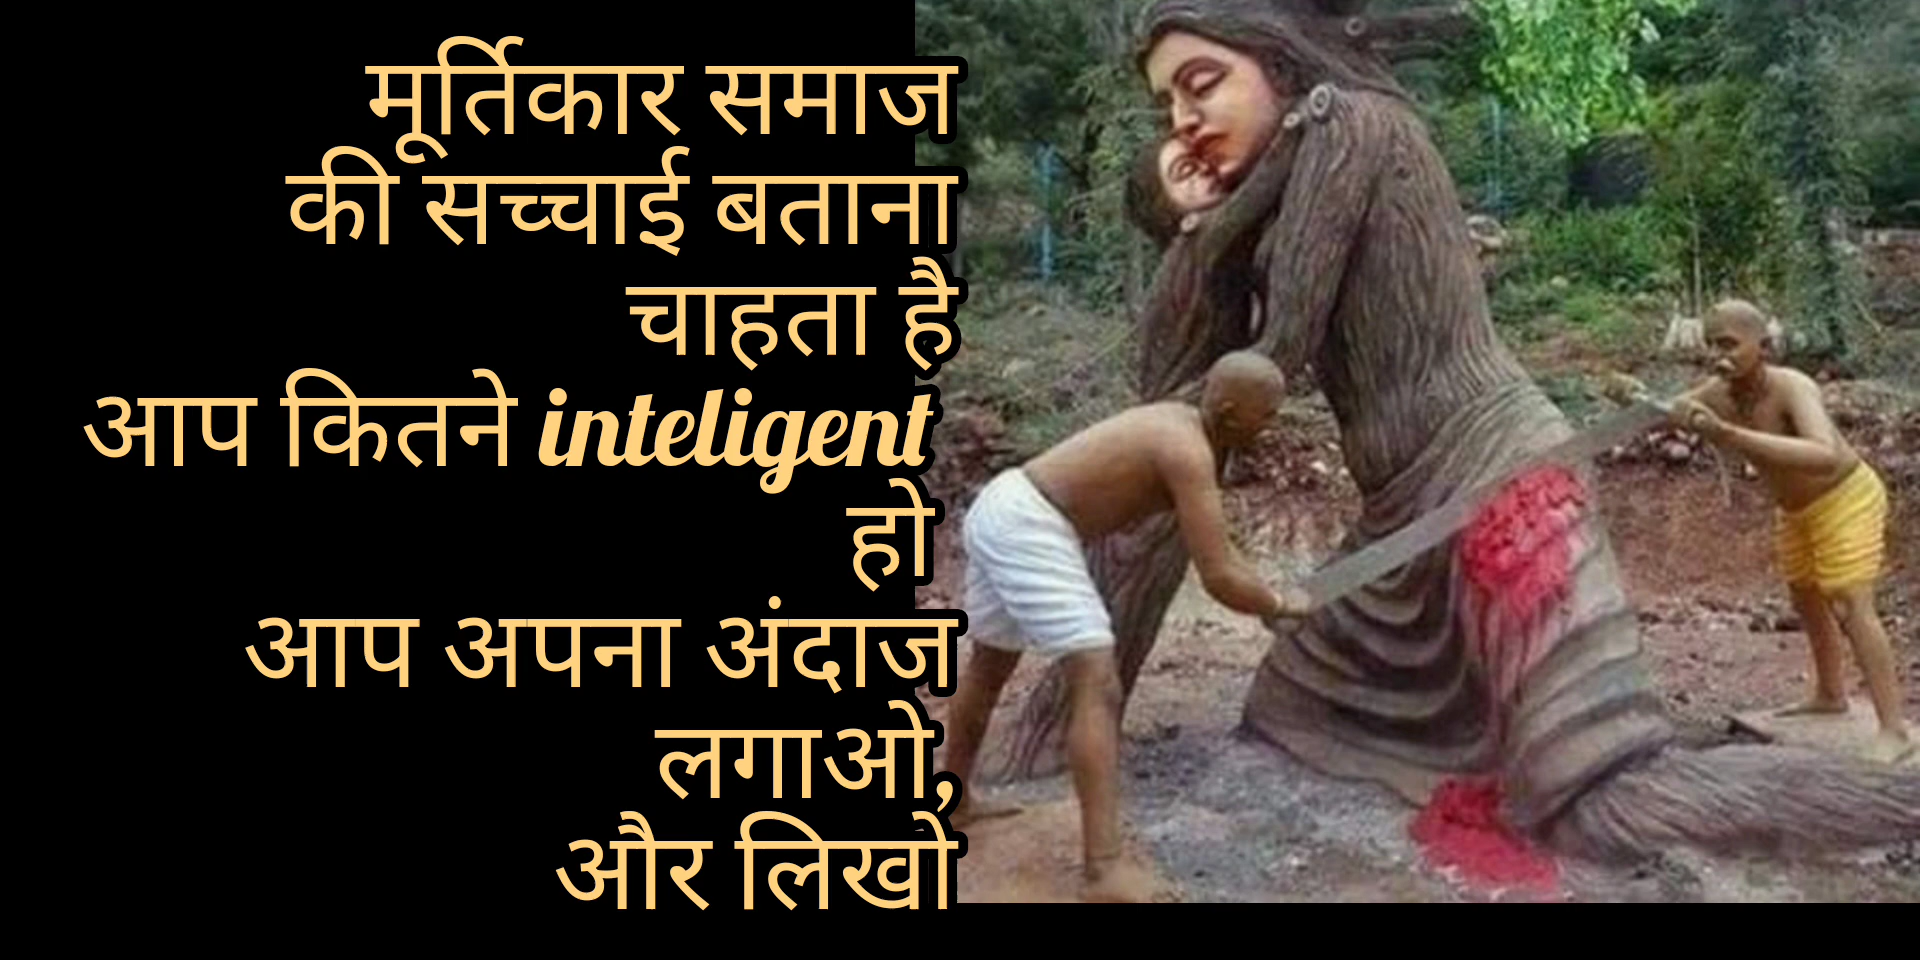 मूर्तिकार समाज
की सच्चाई बताना
चाहता है
आप कितने inteligent
हो
आप अपना अंदाज
लगाओ,
और लिखो